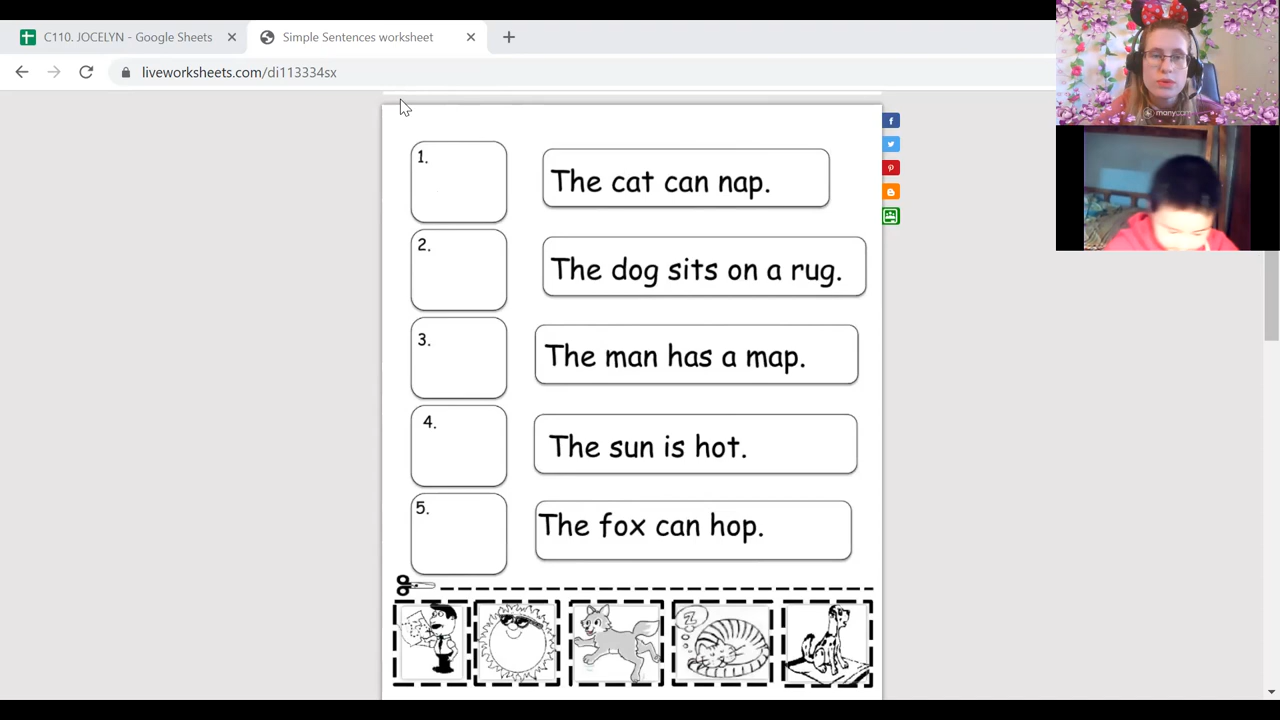 C110. JOCELYN - Google Sheets
Simple Sentences worksheet
liveworksheets.com/di113334sx
manycam
1.
The cat can nap.
2.
The dog sits on a rug.
3.
The man has a map.
4.
The sun is hot.
5.
The fox can hop.
Z